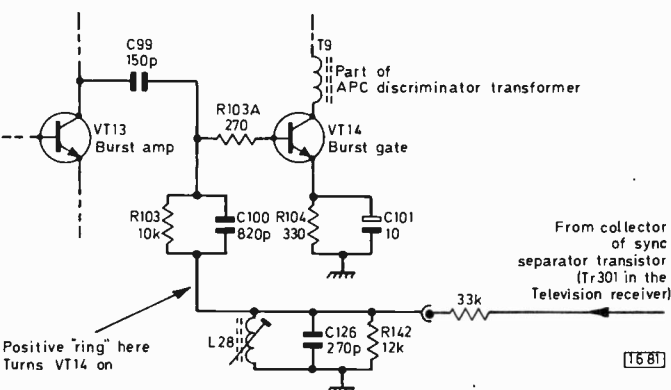 C99
150p
T9
Part of
APC discriminator transformer
R103A
270
VT13
Burst amp
VT14
Burst gate
R103
10k
C100
820p
R104
330
C101
10
From collector
of sync
separator transistor
(Tr301 in the
Television receiver)
33k
Positive "ring" here
Turns VT14 on
L28
C126
270p
R142
12k
1681